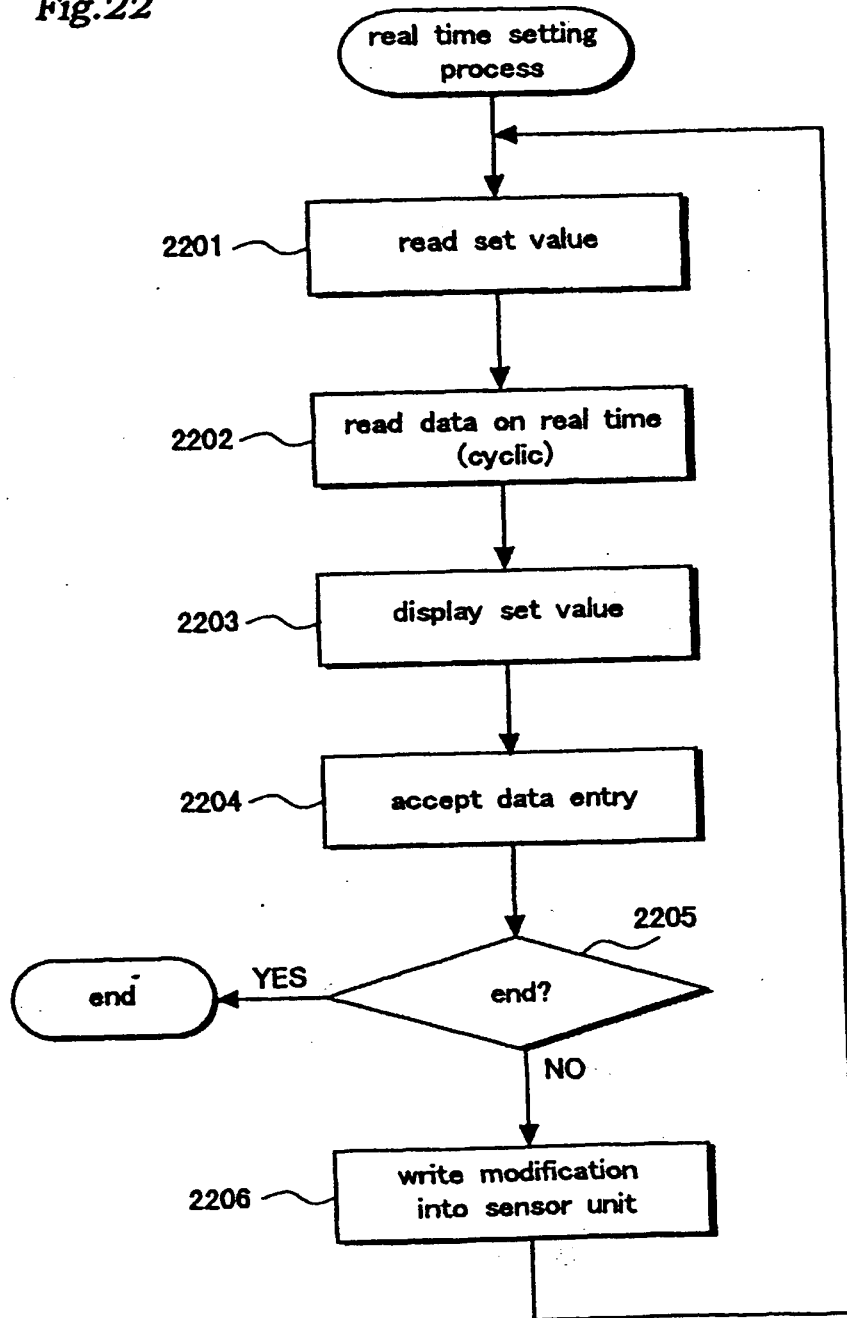 Fig.22
real time setting
process
2201
read set value
2202
read data on real time
(cyclic)
2203
display set value
2204
accept data entry
2205
end?
YES
end
NO
2206
write modification
into sensor unit